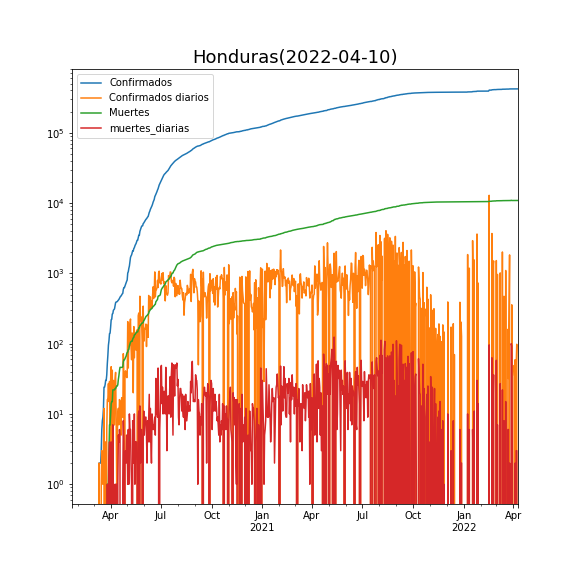 Honduras(2022-04-10)
Confirmados
Confirmados diarios
Muertes
muertes_diarias
10^5
10^4
10^3
10^2
10^1
10^0
Apr Jul Oct Jan Apr Jul Oct Jan Apr
2021 2022